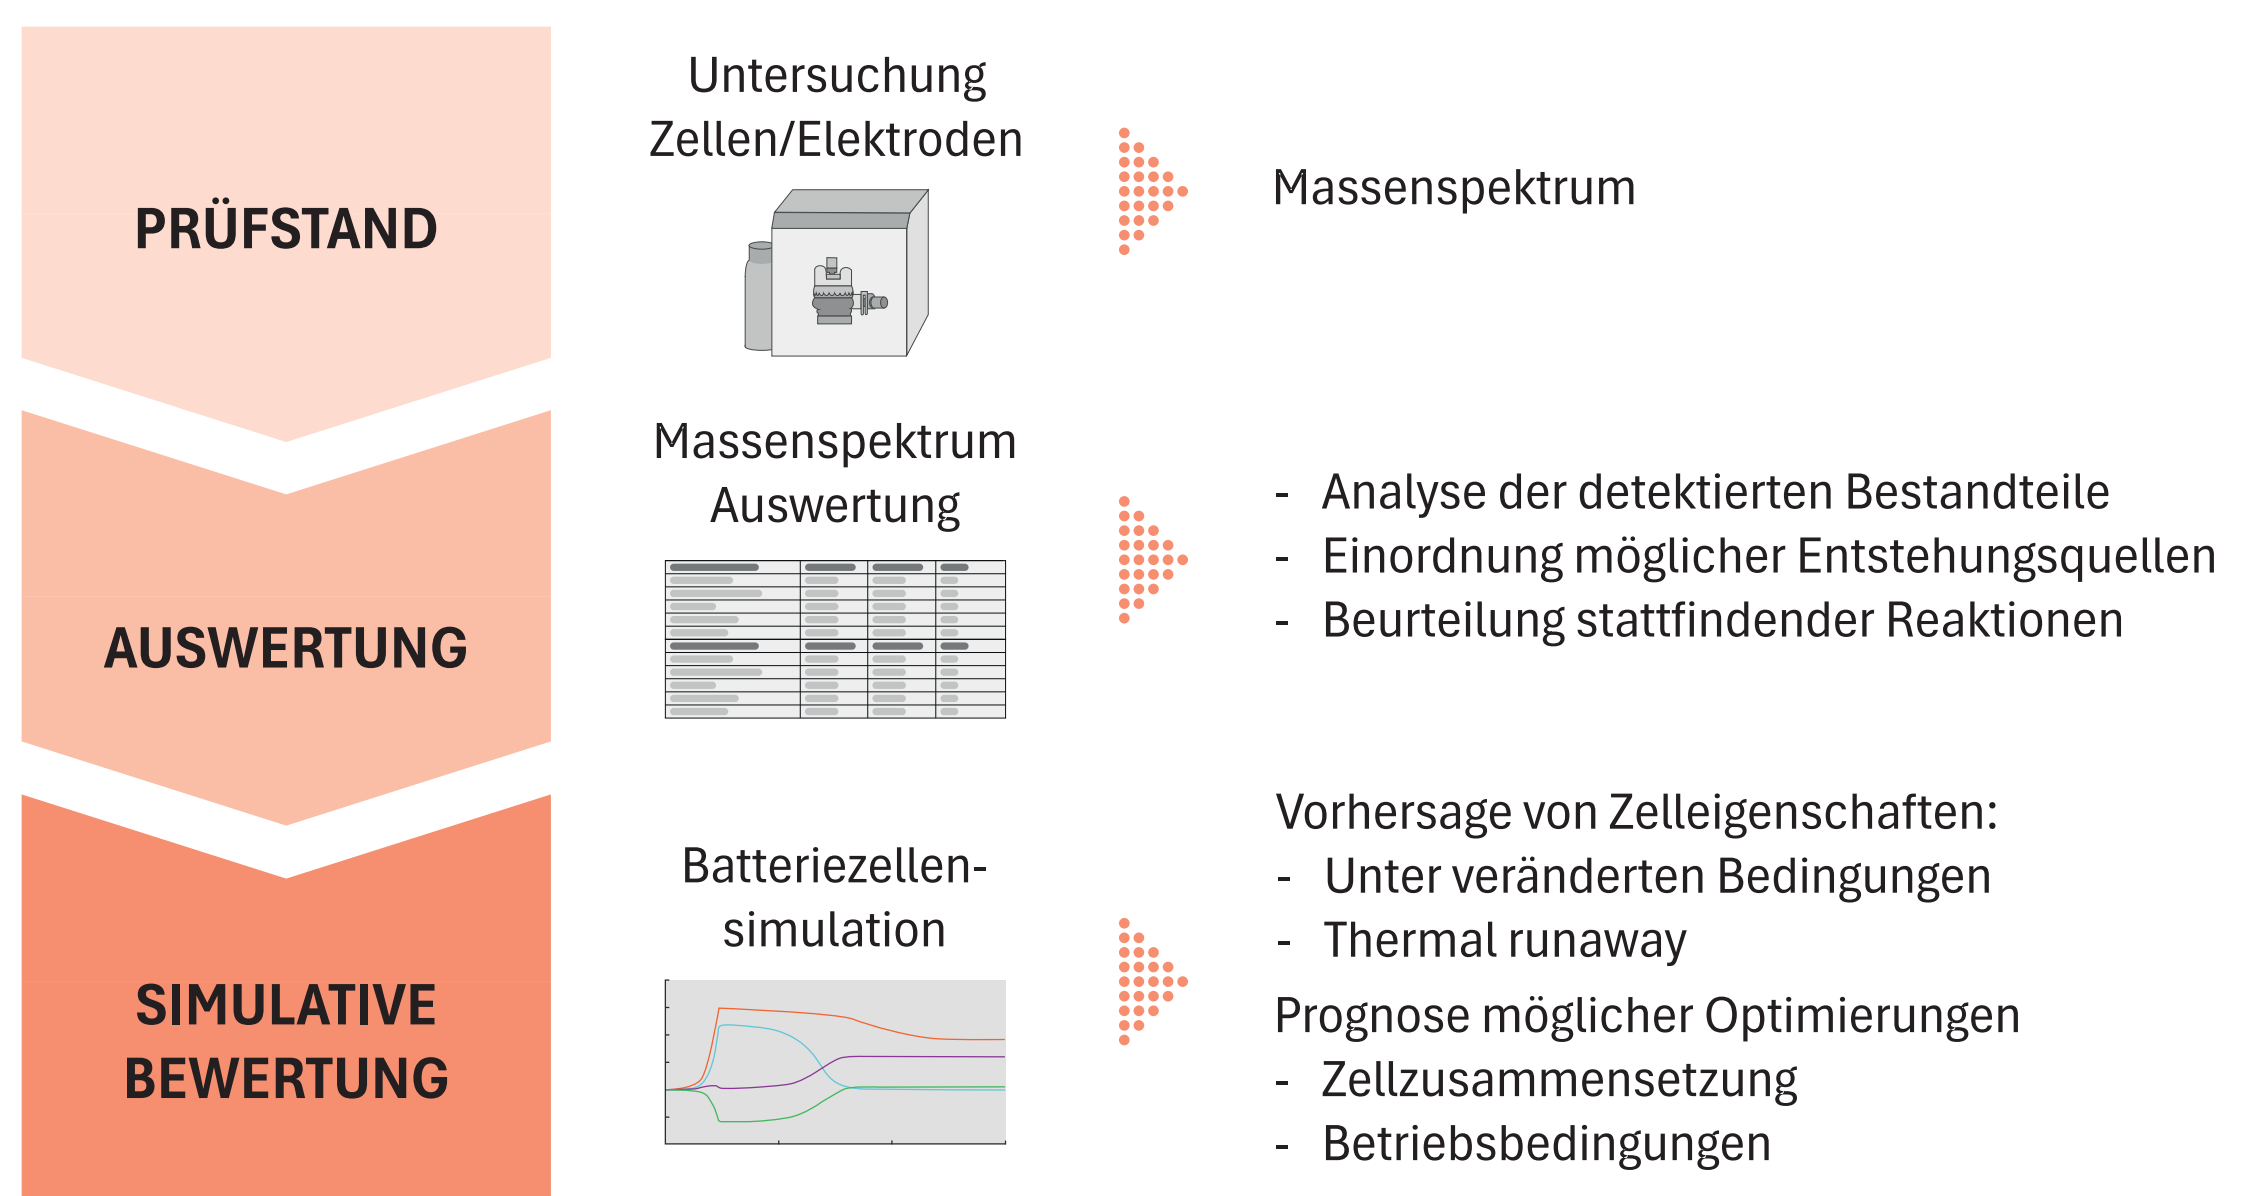 PRÜFSTAND
Untersuchung
Zellen/Elektroden
Massenspektrum
AUSWERTUNG
Massenspektrum
Auswertung
- Analyse der detektierten Bestandteile
- Einordnung möglicher Entstehungsquellen
- Beurteilung stattfindender Reaktionen
SIMULATIVE
BEWERTUNG
Batteriezellen-
simulation
Vorhersage von Zelleigenschaften:
- Unter veränderten Bedingungen
- Thermal runaway
Prognose möglicher Optimierungen
- Zellzusammensetzung
- Betriebsbedingungen